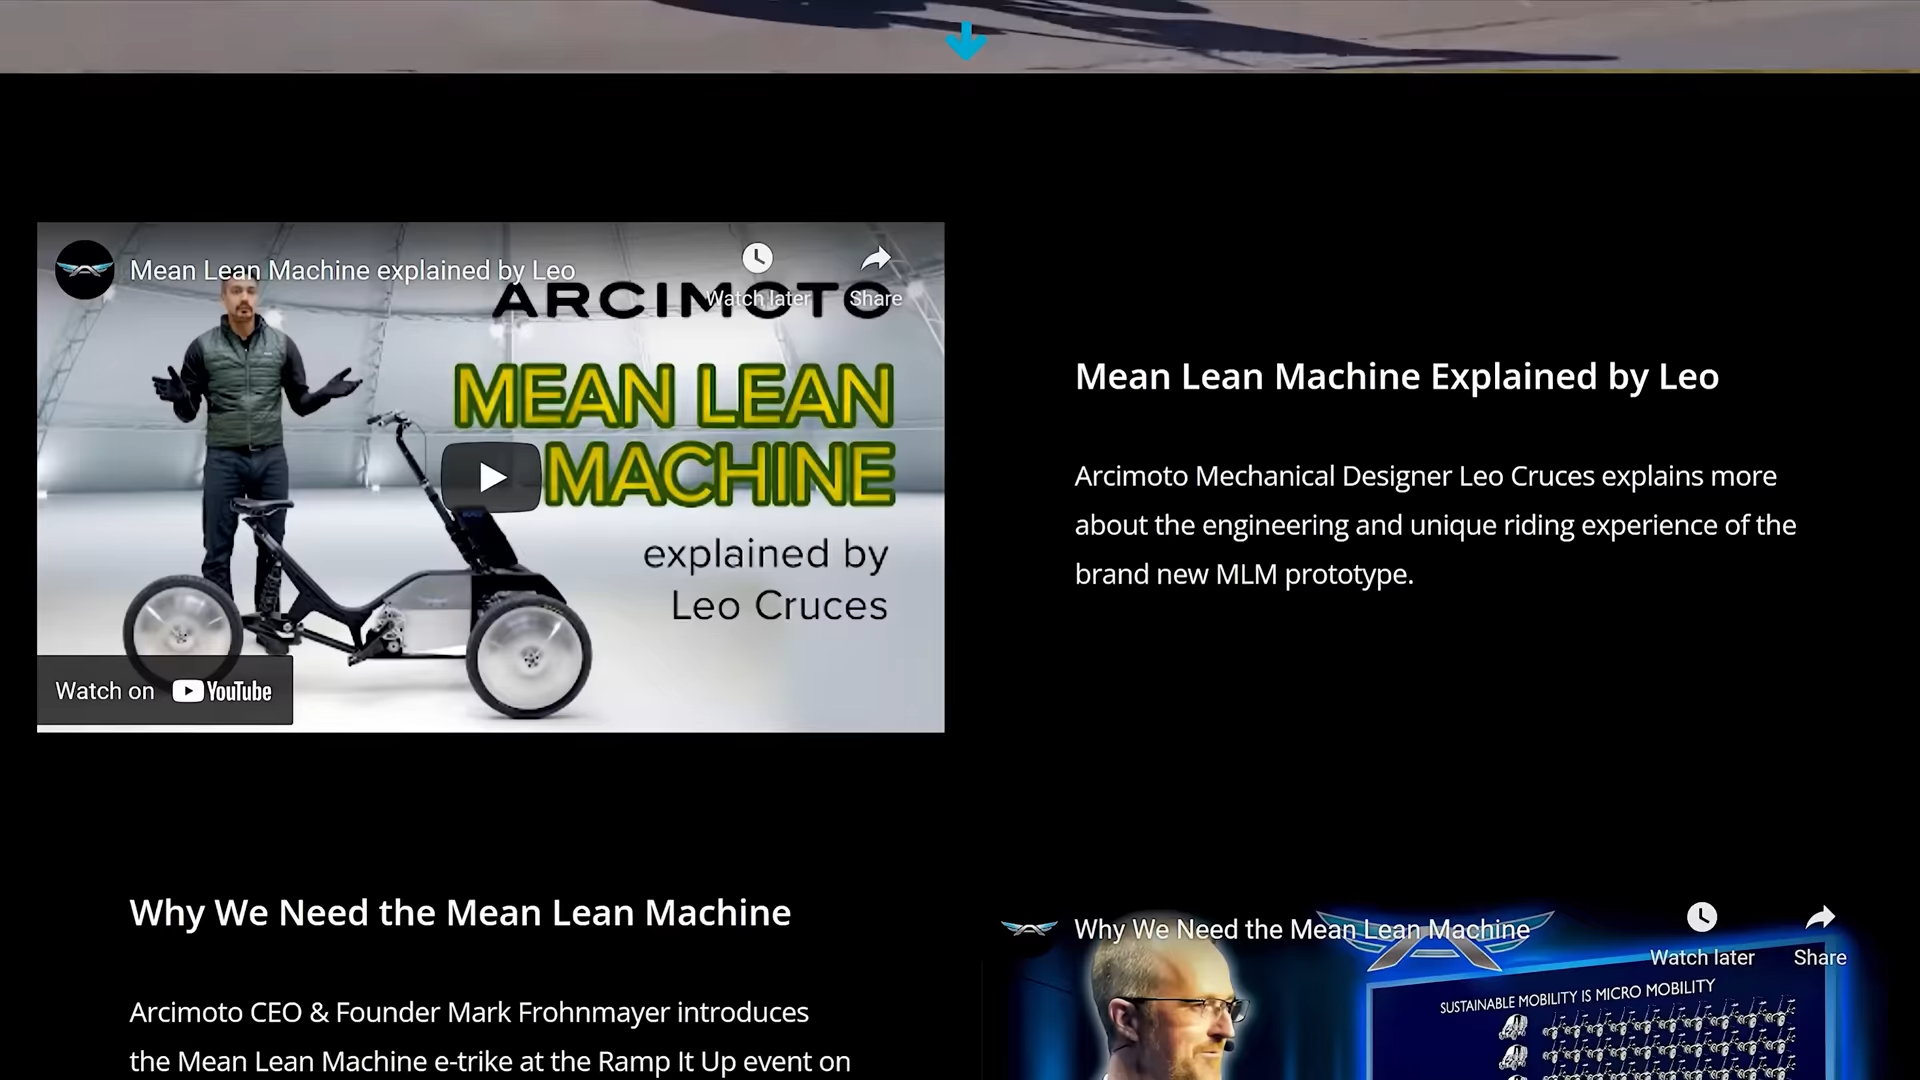 Mean Lean Machine explained by Leo
Watch later
Share
ARCIMOTO
MEAN LEAN
MACHINE
explained by
Leo Cruces
Watch on YouTube
Mean Lean Machine Explained by Leo
Arcimoto Mechanical Designer Leo Cruces explains more
about the engineering and unique riding experience of the
brand new MLM prototype.
Why We Need the Mean Lean Machine
Arcimoto CEO & Founder Mark Frohnmayer introduces
the Mean Lean Machine e-trike at the Ramp It Up event on
Why We Need the Mean Lean Machine
Watch later
Share
SUSTAINABLE MOBILITY IS MICRO MOBILITY